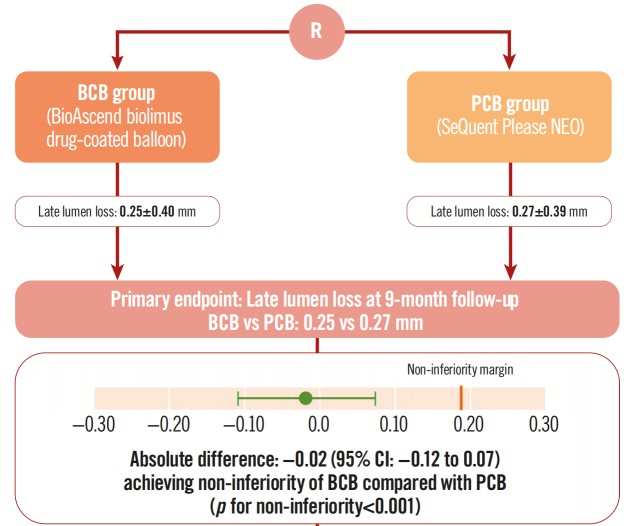 R
BCB group
(BioAscend biolimus
drug-coated balloon)
PCB group
(SeQuent Please NEO)
Late lumen loss: 0.25±0.40 mm
Late lumen loss: 0.27±0.39 mm
Primary endpoint: Late lumen loss at 9-month follow-up
BCB vs PCB: 0.25 vs 0.27 mm
Non-inferiority margin
−0.30 −0.20 −0.10 0.0 0.10 0.20 0.30
Absolute difference: −0.02 (95% CI: −0.12 to 0.07)
achieving non-inferiority of BCB compared with PCB
(p for non-inferiority<0.001)